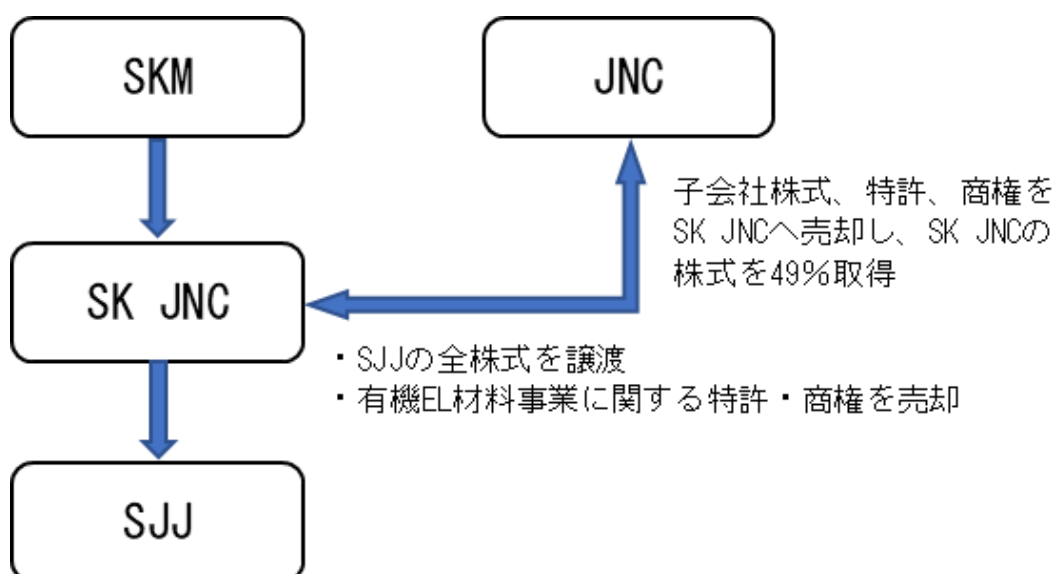 SKM
JNC
子会社株式、特許、商権を
SK JNCへ売却し、SK JNCの
株式を49%取得
SK JNC
・SJJの全株式を譲渡
・有機EL材料事業に関する特許・商権を売却
SJJ